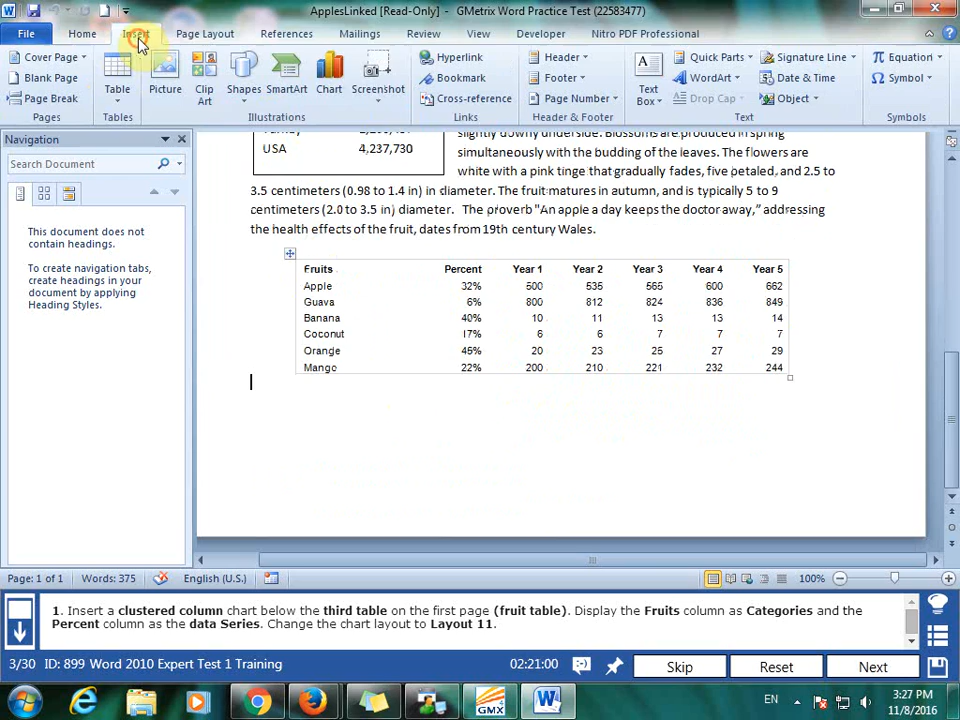 ApplesLinked [Read-Only] - GMetrix Word Practice Test (22583477)
File Home Insert Page Layout References Mailings Review View Developer Nitro PDF Professional
Cover Page
Blank Page
Page Break
Pages
Table
Tables
Picture
Clip Art
Shapes
SmartArt
Chart
Screenshot
Illustrations
Hyperlink
Bookmark
Cross-reference
Links
Header
Footer
Page Number
Header & Footer
Text Box
Quick Parts
WordArt
Drop Cap
Signature Line
Date & Time
Object
Text
Equation
Symbol
Symbols
Navigation
Search Document
This document does not
contain headings.
To create navigation tabs,
create headings in your
document by applying
Heading Styles.
USA 4,237,730
slightly downy underside. Blossoms are produced in spring
simultaneously with the budding of the leaves. The flowers are
white with a pink tinge that gradually fades, five petaled, and 2.5 to
3.5 centimeters (0.98 to 1.4 in) in diameter. The fruit matures in autumn, and is typically 5 to 9
centimeters (2.0 to 3.5 in) diameter. The proverb "An apple a day keeps the doctor away,” addressing
the health effects of the fruit, dates from 19th century Wales.
Fruits Percent Year 1 Year 2 Year 3 Year 4 Year 5
Apple 32% 500 535 565 600 662
Guava 6% 800 812 824 836 849
Banana 40% 10 11 13 13 14
Coconut 17% 6 6 7 7 7
Orange 45% 20 23 25 27 29
Mango 22% 200 210 221 232 244
Page: 1 of 1 Words: 375 English (U.S.) 100%
1. Insert a clustered column chart below the third table on the first page (fruit table). Display the Fruits column as Categories and the
Percent column as the data Series. Change the chart layout to Layout 11.
3/30 ID: 899 Word 2010 Expert Test 1 Training 02:21:00 Skip Reset Next
EN 3:27 PM
11/8/2016